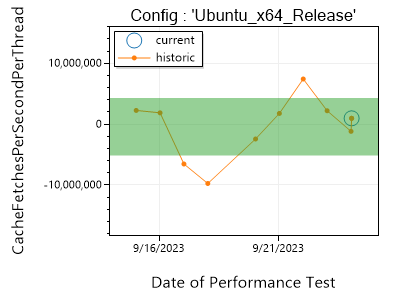 Config : 'Ubuntu_x64_Release'
current
historic
CacheFetchesPerSecondPerThread
10,000,000
0
-10,000,000
9/16/2023
9/21/2023
Date of Performance Test